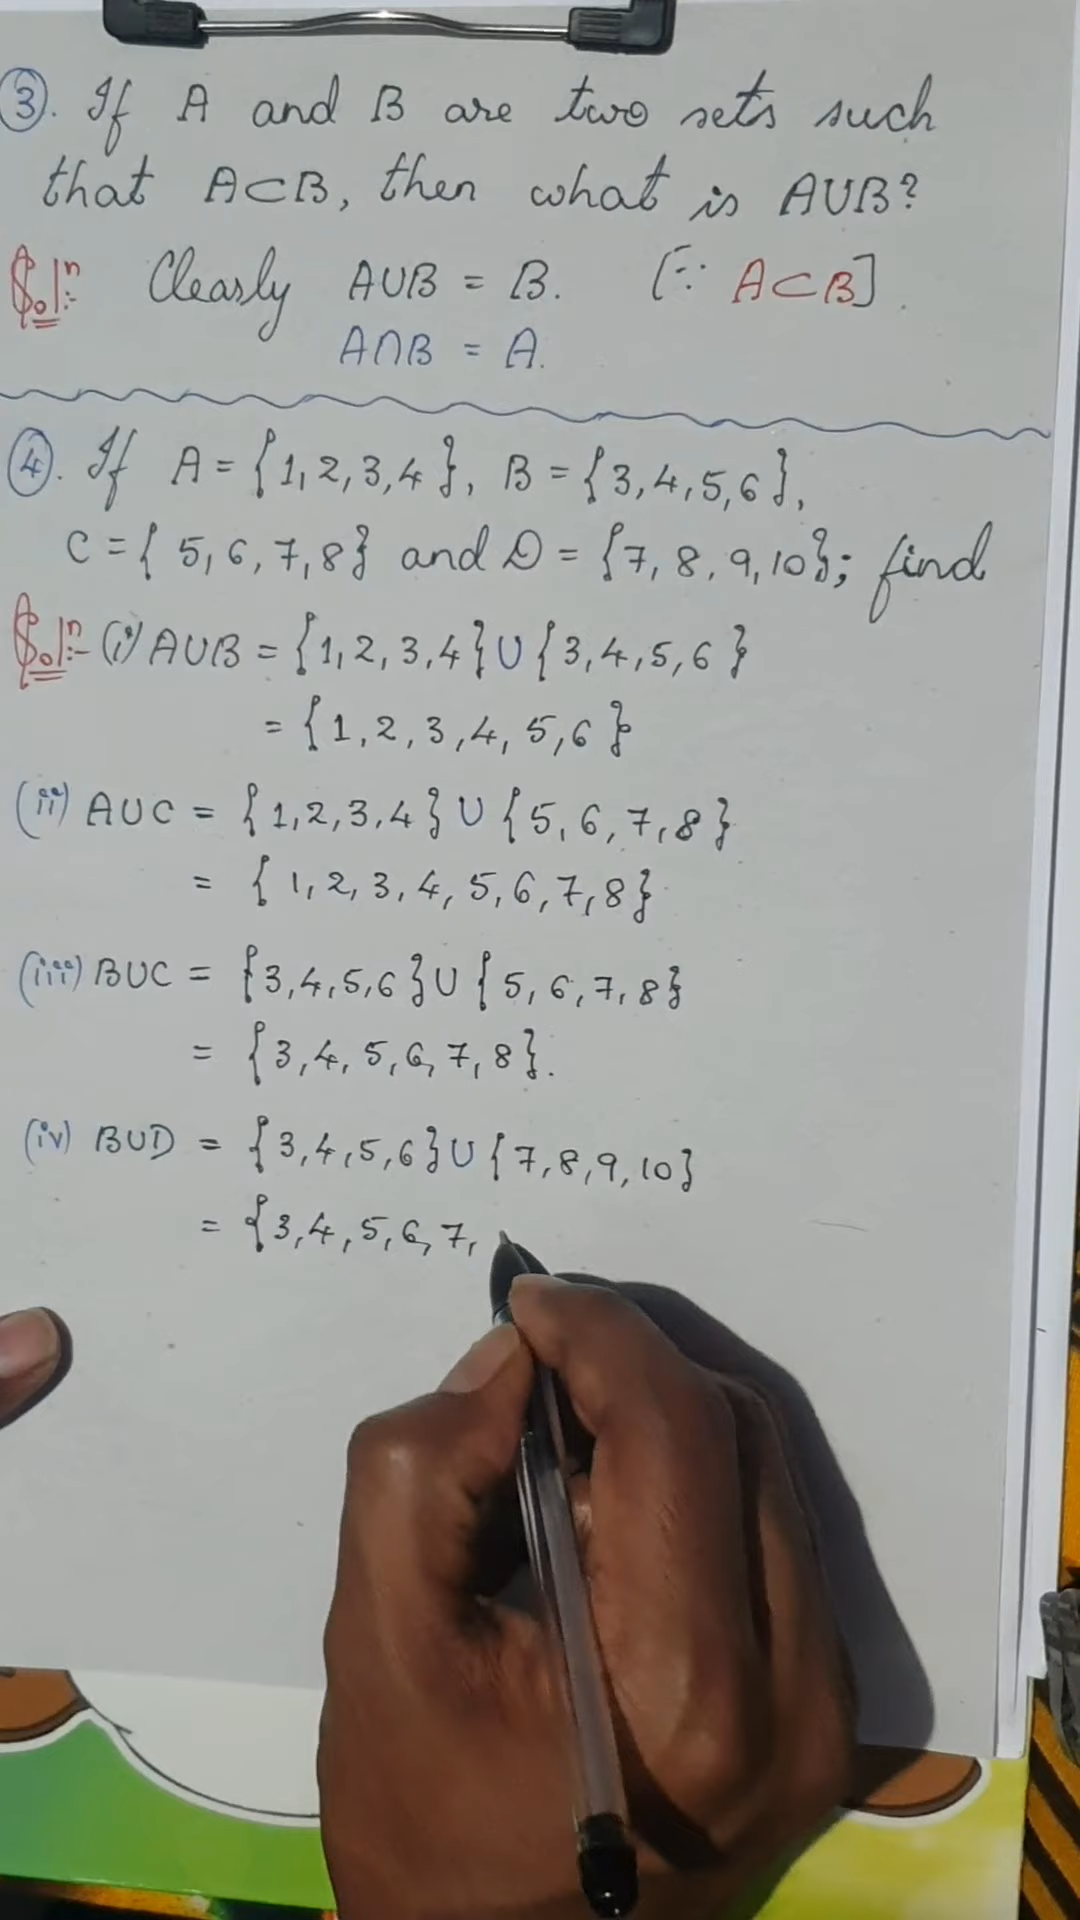 ③. If A and B are two sets such
that A⊂B, then what is A∪B?
Solⁿ:- Clearly A∪B = B. [∵ A⊂B].
A∩B = A.
④. If A = {1,2,3,4}, B = {3,4,5,6},
C = {5,6,7,8} and D = {7,8,9,10}; find
Solⁿ:- (i) A∪B = {1,2,3,4} ∪ {3,4,5,6}
= {1,2,3,4,5,6}
(ii) A∪C = {1,2,3,4} ∪ {5,6,7,8}
= {1,2,3,4,5,6,7,8}
(iii) B∪C = {3,4,5,6} ∪ {5,6,7,8}
= {3,4,5,6,7,8}.
(iv) B∪D = {3,4,5,6} ∪ {7,8,9,10}
= {3,4,5,6,7,